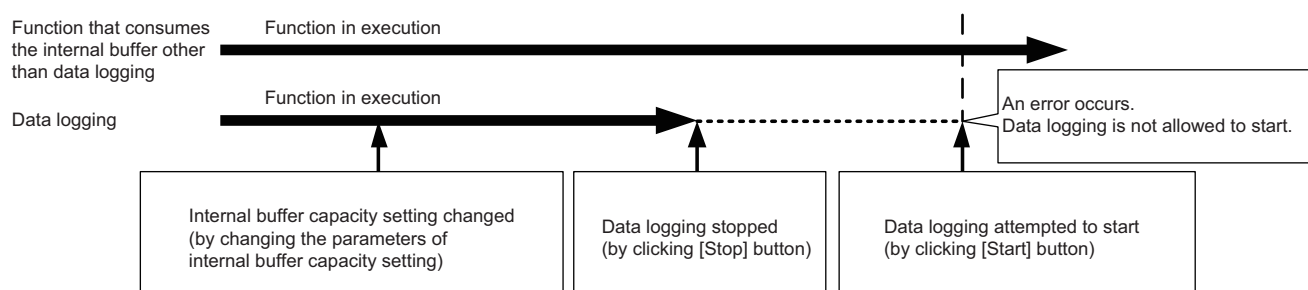 Function that consumes
the internal buffer other
than data logging
Function in execution
Function in execution
Data logging
An error occurs.
Data logging is not allowed to start.
Internal buffer capacity setting changed
(by changing the parameters of
internal buffer capacity setting)
Data logging stopped
(by clicking [Stop] button)
Data logging attempted to start
(by clicking [Start] button)